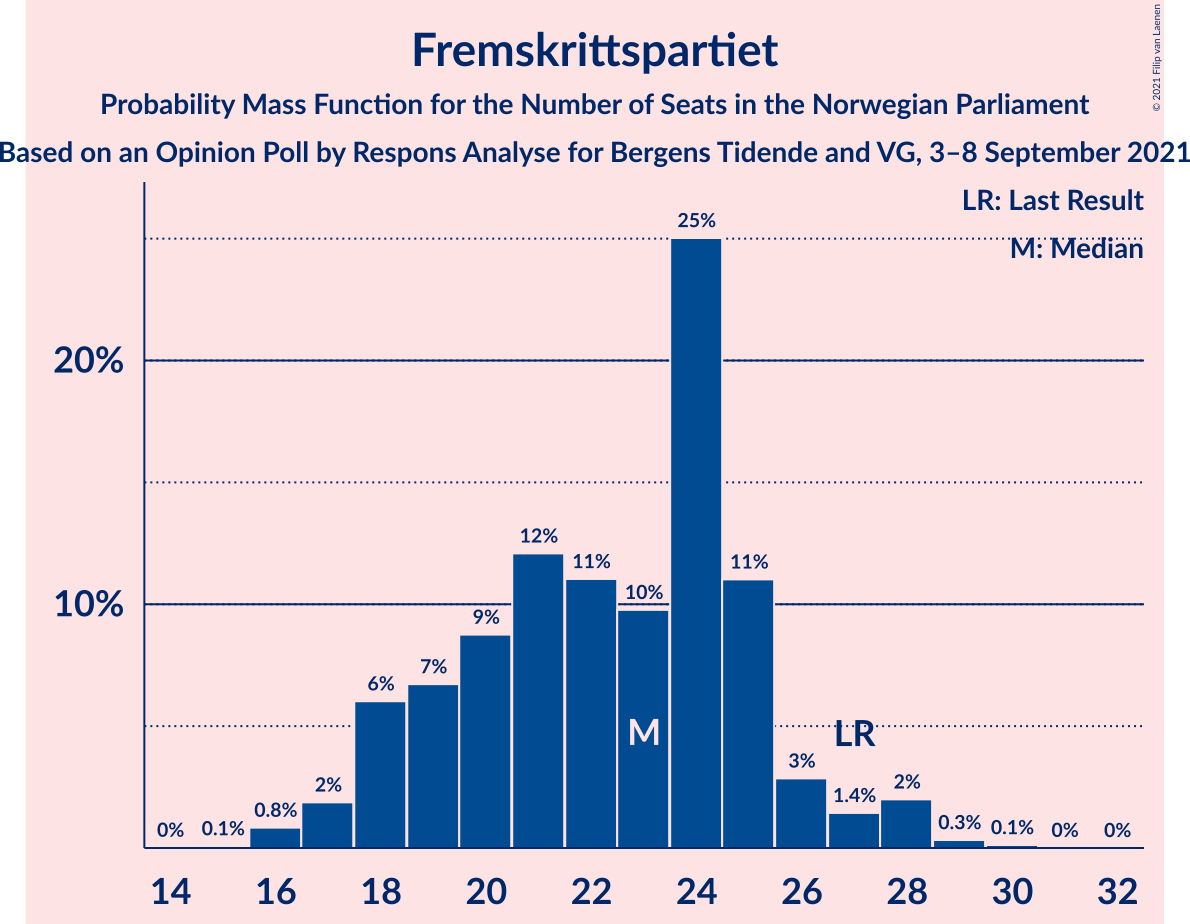 Fremskrittspartiet
Probability Mass Function for the Number of Seats in the Norwegian Parliament
Based on an Opinion Poll by Respons Analyse for Bergens Tidende and VG, 3–8 September 2021
© 2021 Filip van Laenen
LR: Last Result
M: Median
20%
10%
0%
0.1%
0.8%
2%
6%
7%
9%
12%
11%
10%
25%
11%
3%
1.4%
2%
0.3%
0.1%
0%
0%
M
LR
14 16 18 20 22 24 26 28 30 32